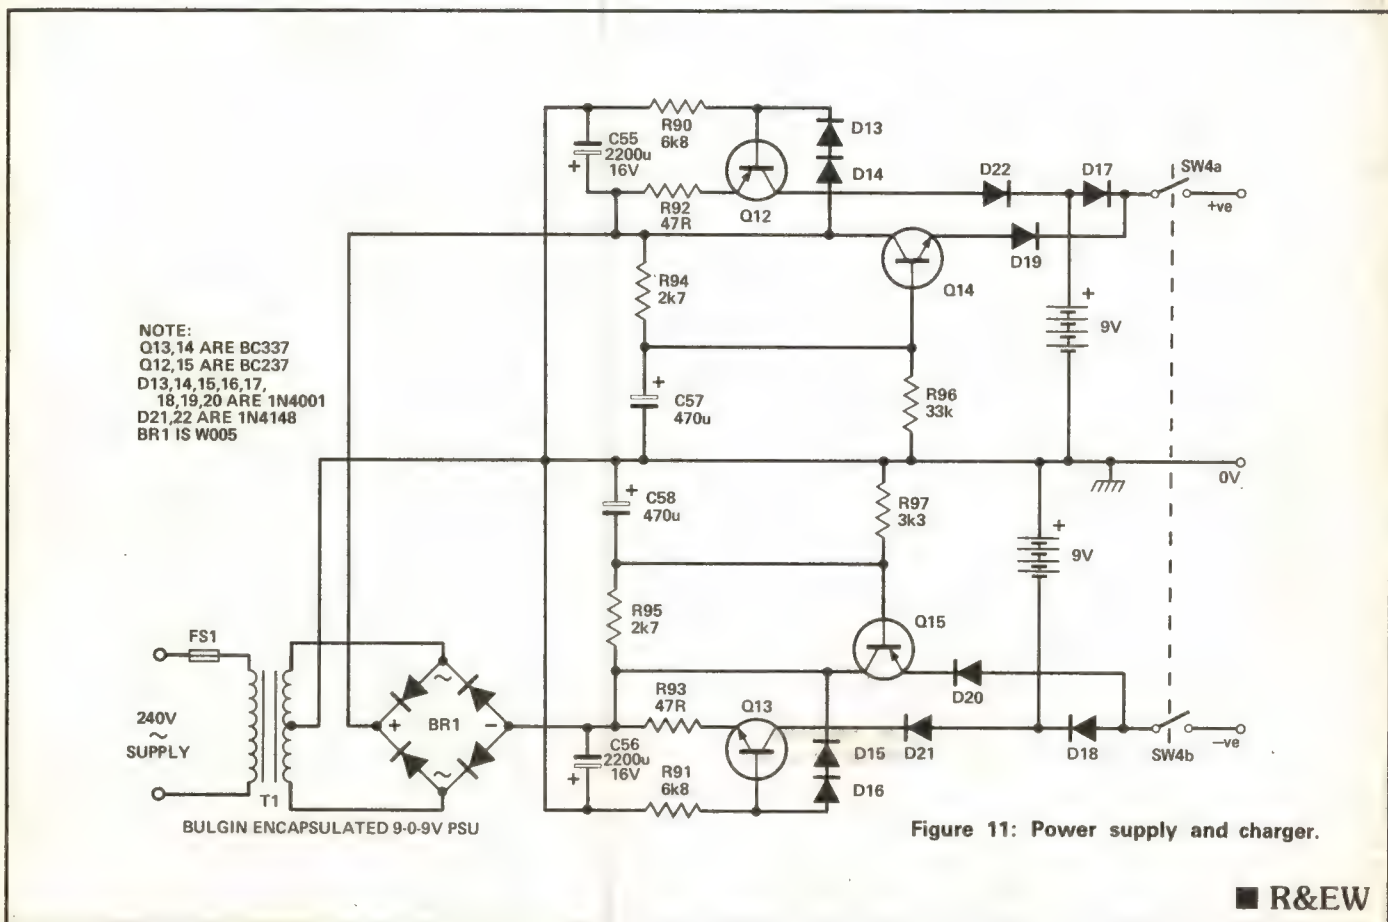 R90
6k8
C55
2200u
16V
+
R92
47R
Q12
D13
D14
D22
D17
SW4a
+ve
D19
Q14
R94
2k7
+
9V
NOTE:
Q13,14 ARE BC337
Q12,15 ARE BC237
D13,14,15,16,17,
18,19,20 ARE 1N4001
D21,22 ARE 1N4148
BR1 IS W005
+
C57
470u
R96
33k
0V
+
C58
470u
R97
3k3
+
9V
R95
2k7
Q15
D20
FS1
240V
~
SUPPLY
T1
~
+
BR1
−
~
R93
47R
Q13
C56
2200u
16V
+
R91
6k8
D15
D21
D16
D18
SW4b
−ve
BULGIN ENCAPSULATED 9-0-9V PSU
Figure 11: Power supply and charger.
■ R&EW